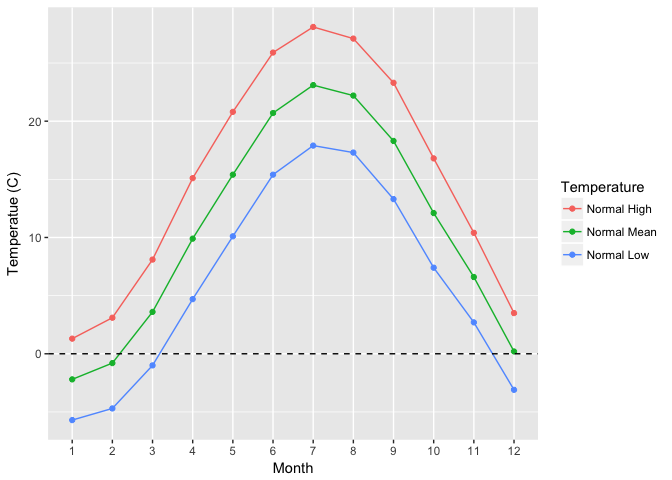 Temperatue (C)
20
10
0
1 2 3 4 5 6 7 8 9 10 11 12
Month
Temperature
Normal High
Normal Mean
Normal Low